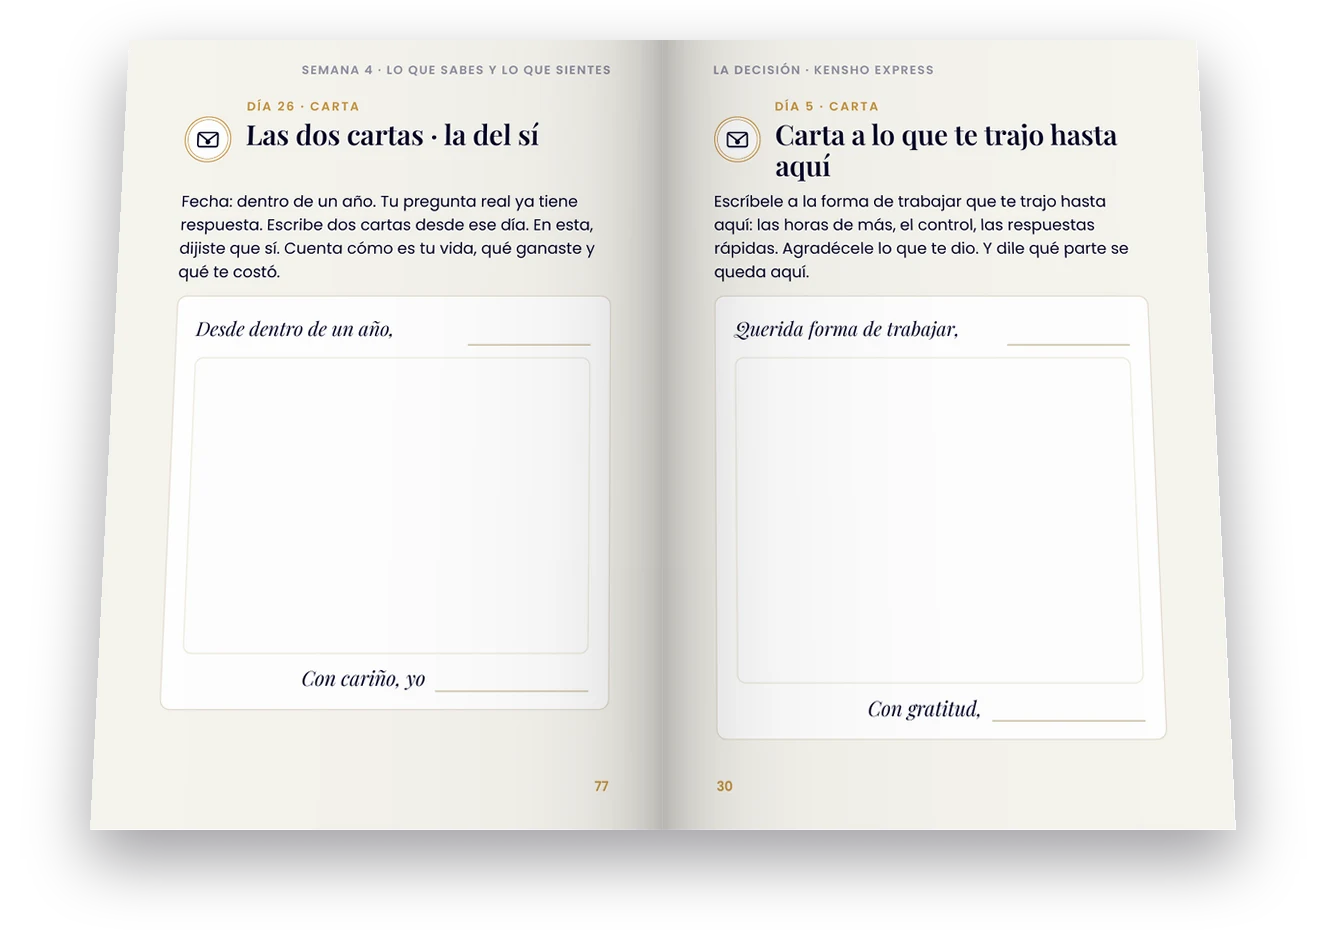 SEMANA 4 · LO QUE SABES Y LO QUE SIENTES
DÍA 26 · CARTA
Las dos cartas · la del sí
Fecha: dentro de un año. Tu pregunta real ya tiene
respuesta. Escribe dos cartas desde ese día. En esta,
dijiste que sí. Cuenta cómo es tu vida, qué ganaste y
qué te costó.
Desde dentro de un año,
Con cariño, yo
77
LA DECISIÓN · KENSHO EXPRESS
DÍA 5 · CARTA
Carta a lo que te trajo hasta
aquí
Escríbele a la forma de trabajar que te trajo hasta
aquí: las horas de más, el control, las respuestas
rápidas. Agradécele lo que te dio. Y dile qué parte se
queda aquí.
Querida forma de trabajar,
Con gratitud,
30